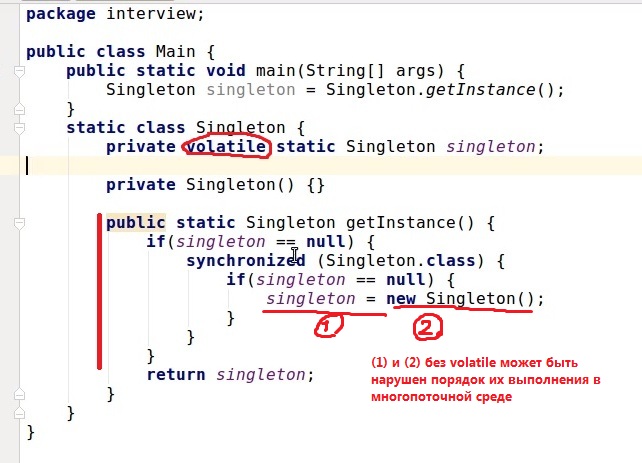 package interview;
public class Main {
public static void main(String[] args) {
Singleton singleton = Singleton.getInstance();
}
static class Singleton {
private volatile static Singleton singleton;
private Singleton() {}
public static Singleton getInstance() {
if(singleton == null) {
synchronized (Singleton.class) {
if(singleton == null) {
singleton = new Singleton();
1 2
}
}
}
return singleton;
}
}
}
(1) и (2) без volatile может быть
нарушен порядок их выполнения в
многопоточной среде